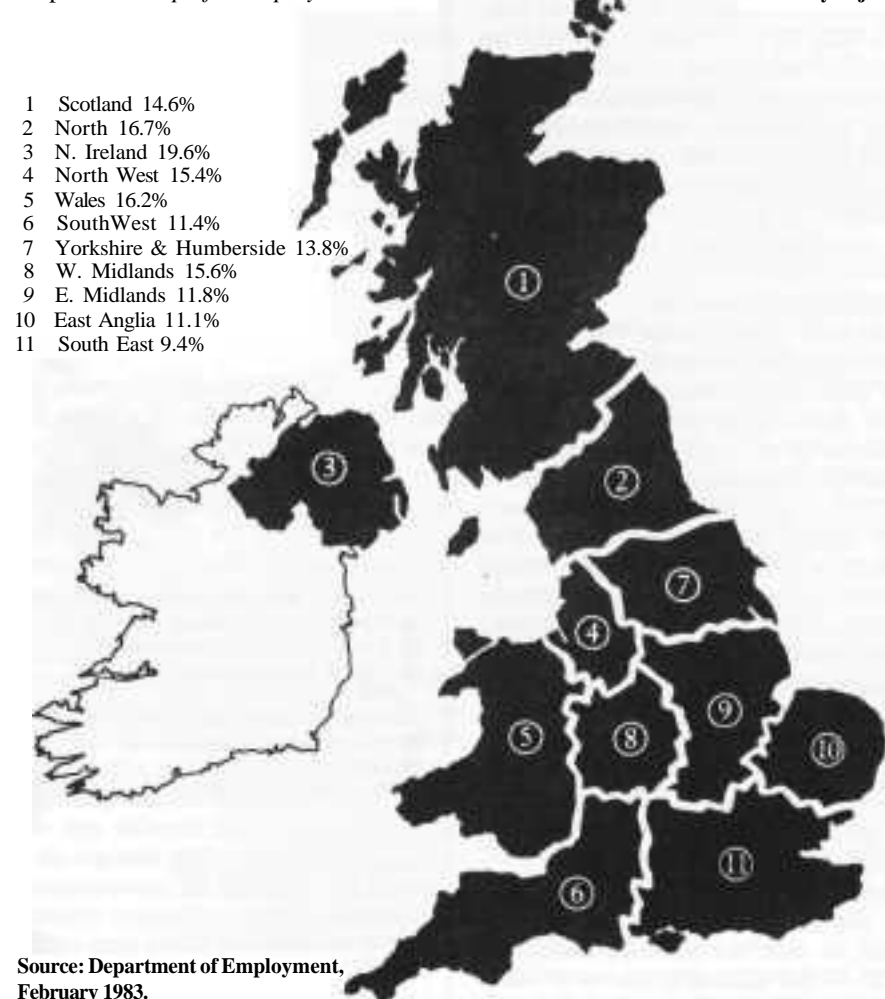 1 Scotland 14.6%
2 North 16.7%
3 N. Ireland 19.6%
4 North West 15.4%
5 Wales 16.2%
6 SouthWest 11.4%
7 Yorkshire & Humberside 13.8%
8 W. Midlands 15.6%
9 E. Midlands 11.8%
10 East Anglia 11.1%
11 South East 9.4%
1
3
2
7
4
9
5
8
10
11
6
Source: Department of Employment,
February 1983.